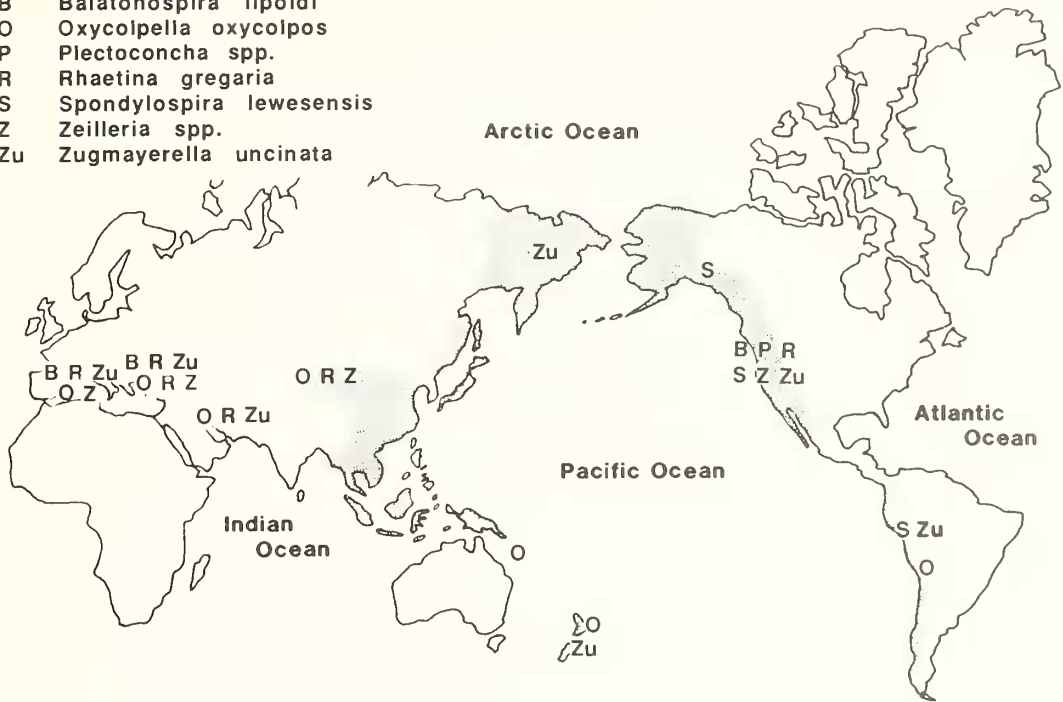 B Balatonospira lipoldi
O Oxycolpella oxycolpos
P Plectoconcha spp.
R Rhaetina gregaria
S Spondylospira lewesensis
Z Zeilleria spp.
Zu Zugmayerella uncinata
Arctic Ocean
Zu
S
B R Zu
B R Zu
O Z
O R Z
O R Z
O R Zu
B P R
S Z Zu
Atlantic
Ocean
Pacific Ocean
Indian
Ocean
O
S Zu
O
O
Zu